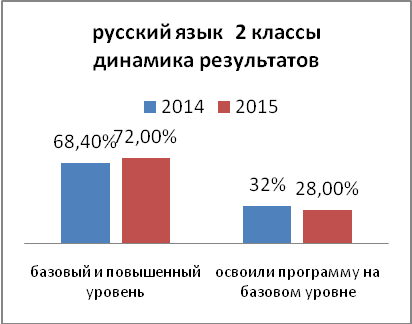 русский язык 2 классы
динамика результатов
2014 2015
68,40% 72,00%
32% 28,00%
базовый и повышенный
уровень
освоили программу на
базовом уровне